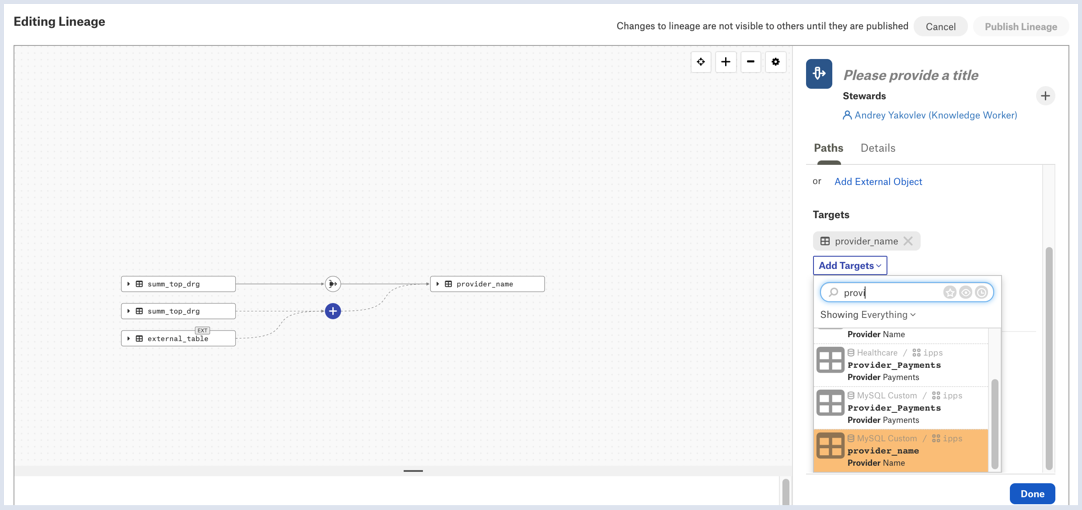 Editing Lineage
Changes to lineage are not visible to others until they are published
Cancel
Publish Lineage
summ_top_drg
provider_name
summ_top_drg
EXT
external_table
Please provide a title
Stewards
Andrey Yakovlev (Knowledge Worker)
Paths
Details
or
Add External Object
Targets
provider_name
Add Targets
provi
Showing Everything
Provider Name
Healthcare / 1pps
Provider_Payments
Provider Payments
MySQL Custom / 1pps
Provider_Payments
Provider Payments
MySQL Custom / 1pps
provider_name
Provider Name
Done